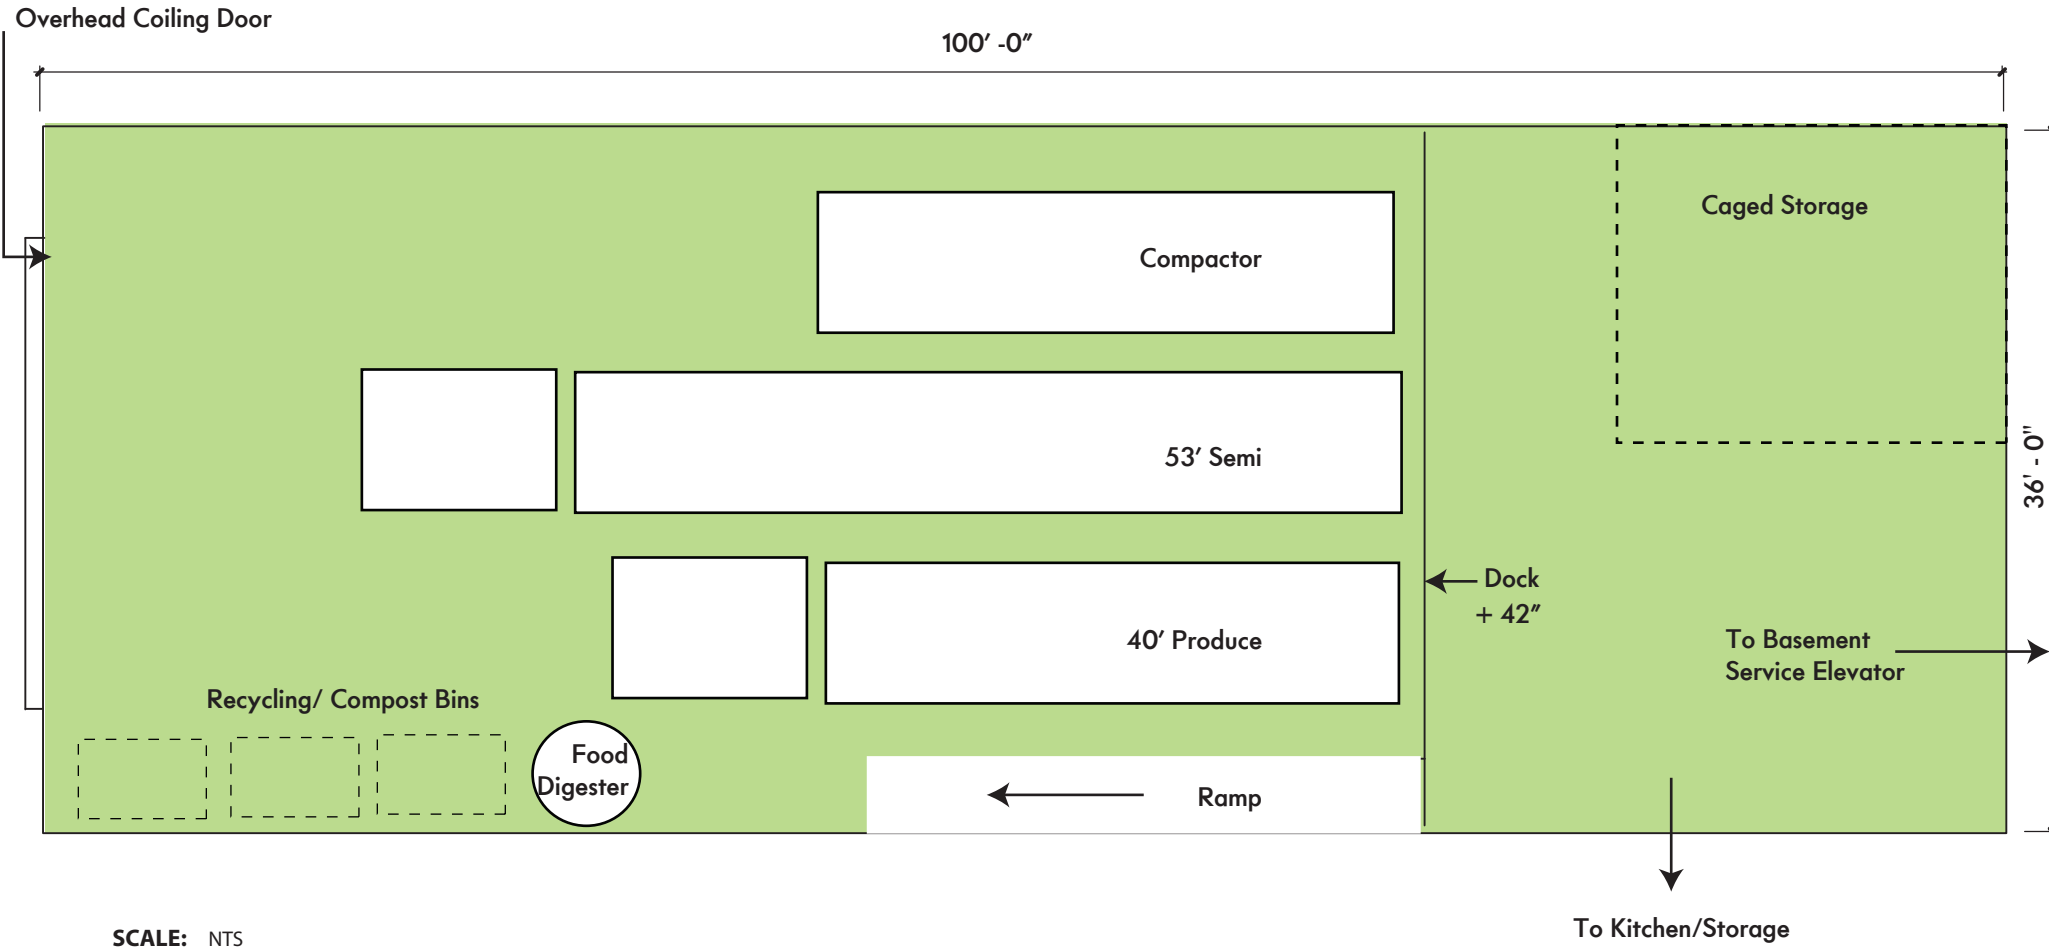 Overhead Coiling Door
100′ -0″
Caged Storage
Compactor
53′ Semi
36' - 0"
Dock
+ 42″
40′ Produce
To Basement
Service Elevator
Recycling/ Compost Bins
Food
Digester
Ramp
To Kitchen/Storage
SCALE: NTS